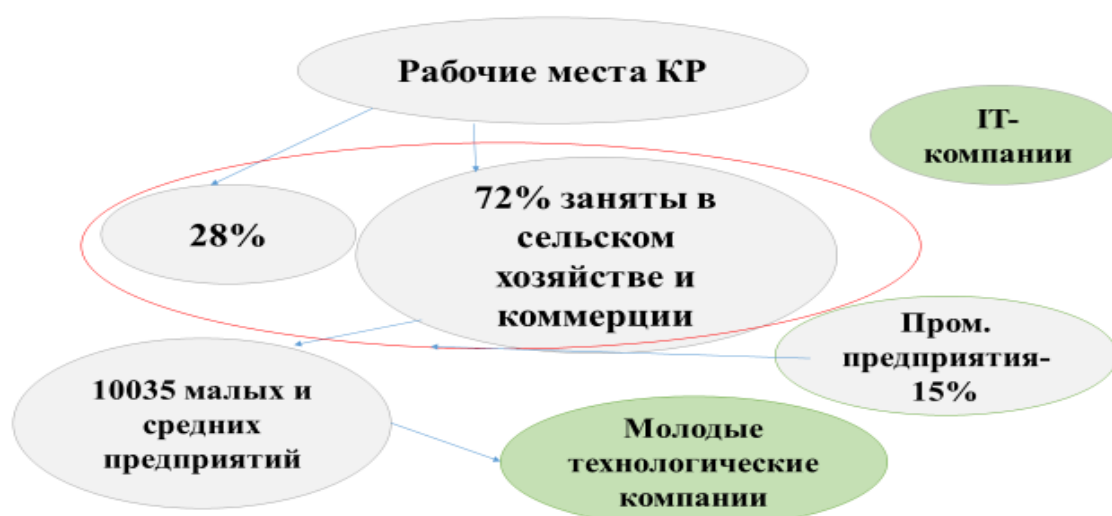 Рабочие места КР
IT-
компании
28%
72% заняты в
сельском
хозяйстве и
коммерции
Пром.
предприятия-
15%
10035 малых и
средних
предприятий
Молодые
технологические
компании